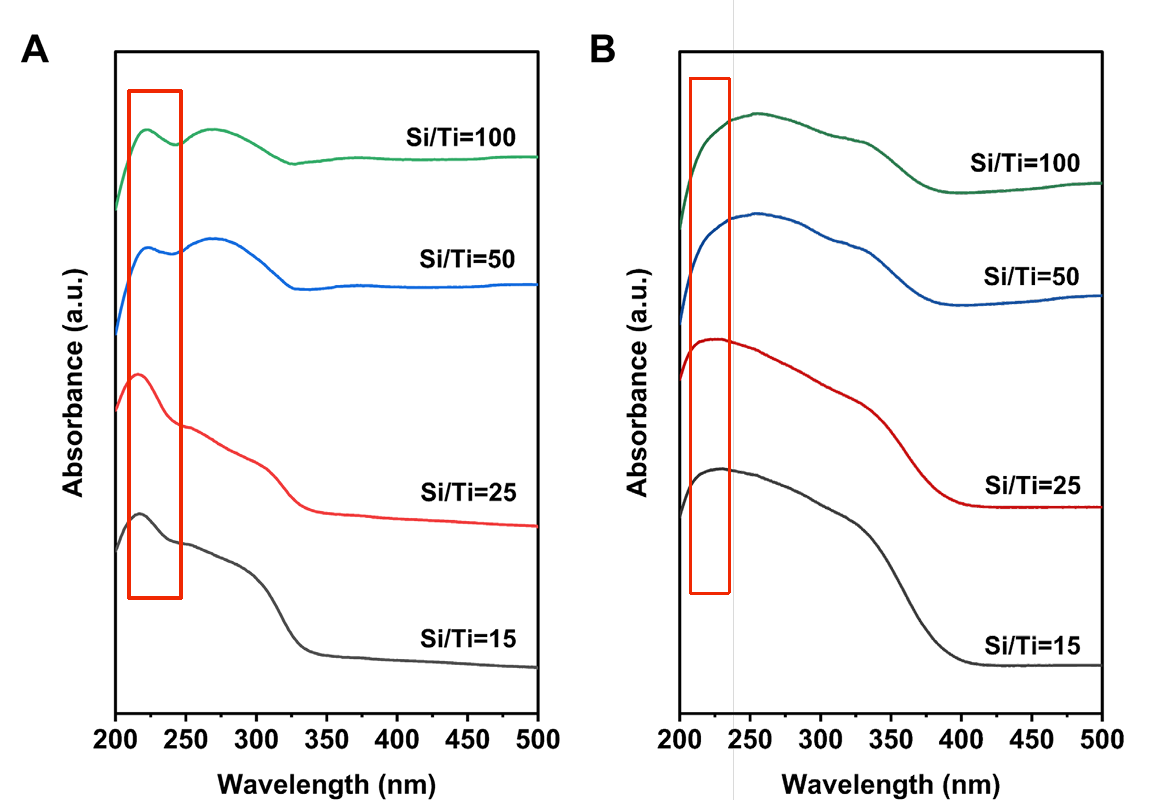 A
Si/Ti=100
Si/Ti=50
Si/Ti=25
Si/Ti=15
Absorbance (a.u.)
200 250 300 350 400 450 500
Wavelength (nm)
B
Si/Ti=100
Si/Ti=50
Si/Ti=25
Si/Ti=15
Absorbance (a.u.)
200 250 300 350 400 450 500
Wavelength (nm)